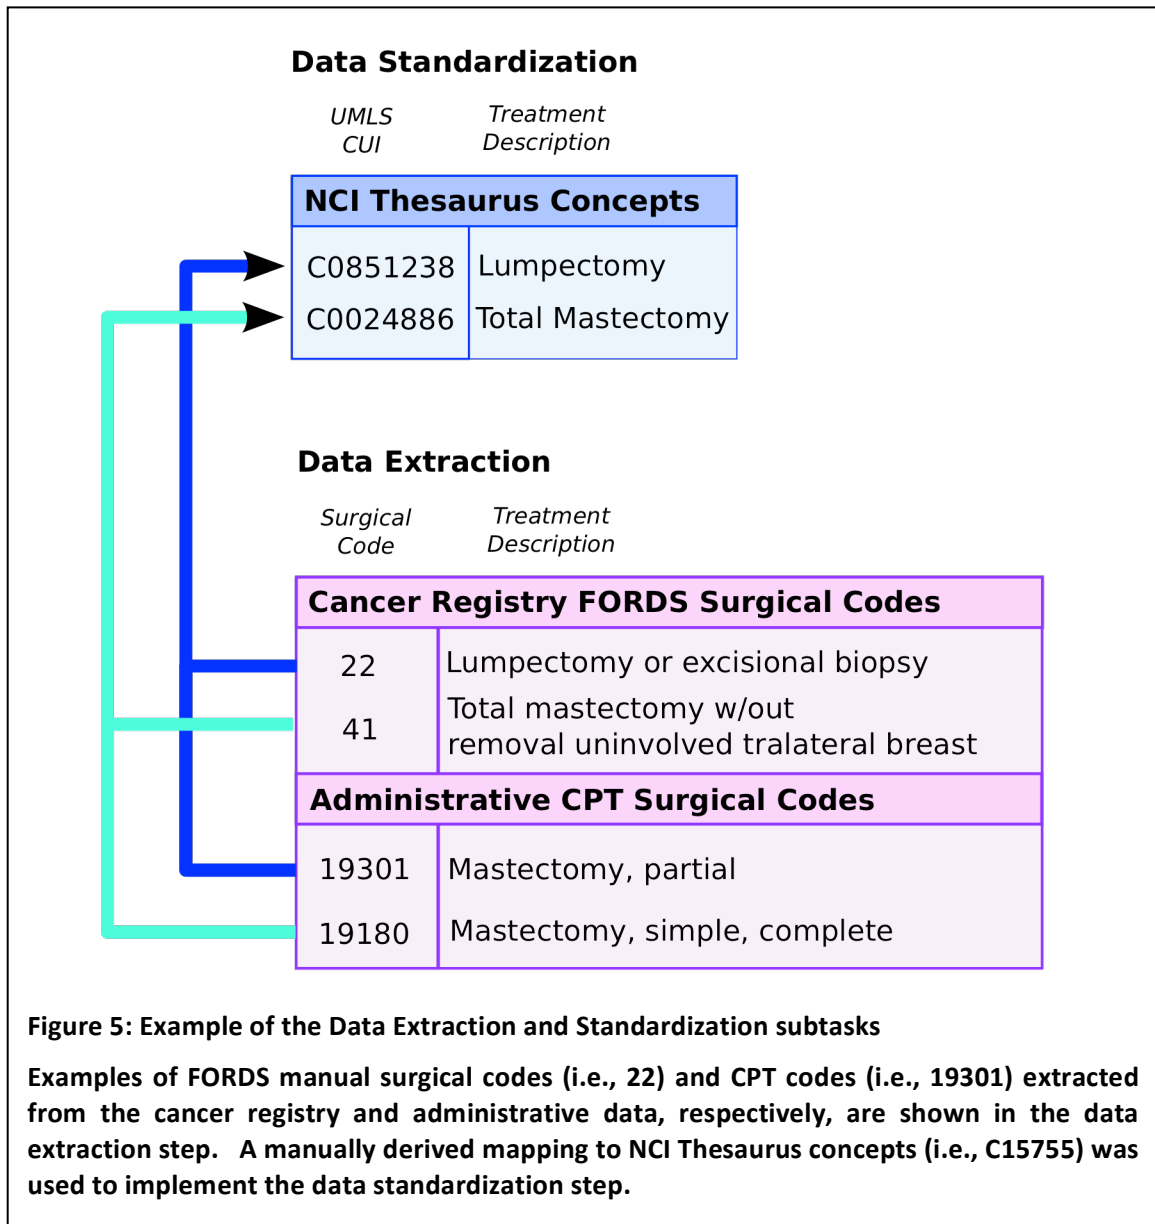 Data Standardization
UMLS CUI
Treatment Description
NCI Thesaurus Concepts
C0851238 Lumpectomy
C0024886 Total Mastectomy
Data Extraction
Surgical Code
Treatment Description
Cancer Registry FORDS Surgical Codes
22 Lumpectomy or excisional biopsy
41 Total mastectomy w/out
removal uninvolved tralateral breast
Administrative CPT Surgical Codes
19301 Mastectomy, partial
19180 Mastectomy, simple, complete
Figure 5: Example of the Data Extraction and Standardization subtasks
Examples of FORDS manual surgical codes (i.e., 22) and CPT codes (i.e., 19301) extracted
from the cancer registry and administrative data, respectively, are shown in the data
extraction step. A manually derived mapping to NCI Thesaurus concepts (i.e., C15755) was
used to implement the data standardization step.